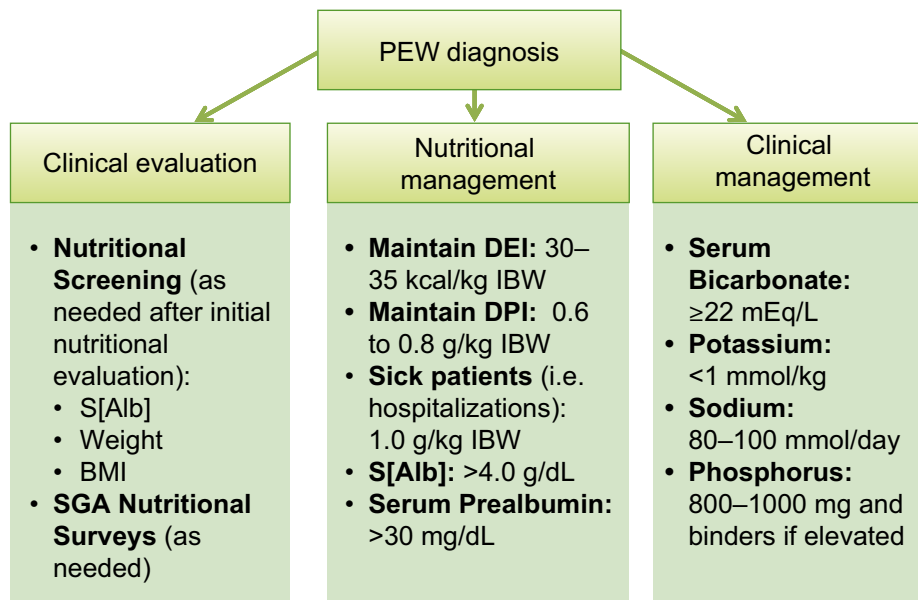 PEW diagnosis
Clinical evaluation
• Nutritional
Screening (as
needed after initial
nutritional
evaluation):
• S[Alb]
• Weight
• BMI
• SGA Nutritional
Surveys (as
needed)
Nutritional
management
• Maintain DEI: 30–
35 kcal/kg IBW
• Maintain DPI: 0.6
to 0.8 g/kg IBW
• Sick patients (i.e.
hospitalizations):
1.0 g/kg IBW
• S[Alb]: >4.0 g/dL
• Serum Prealbumin:
>30 mg/dL
Clinical
management
• Serum
Bicarbonate:
≥22 mEq/L
• Potassium:
<1 mmol/kg
• Sodium:
80–100 mmol/day
• Phosphorus:
800–1000 mg and
binders if elevated